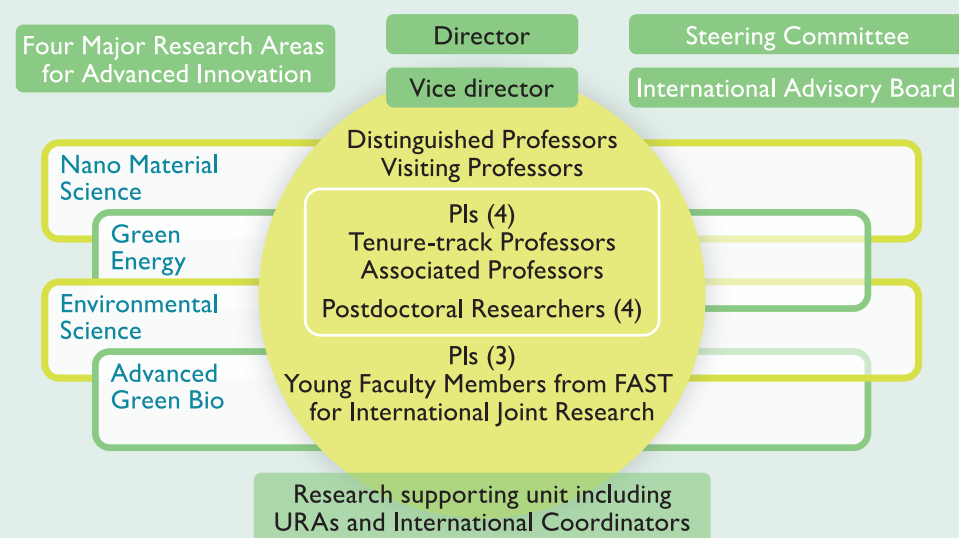 Four Major Research Areas
for Advanced Innovation
Director
Steering Committee
Vice director
International Advisory Board
Distinguished Professors
Visiting Professors
Nano Material
Science
Green
Energy
Environmental
Science
Advanced
Green Bio
PIs (4)
Tenure-track Professors
Associated Professors
Postdoctoral Researchers (4)
PIs (3)
Young Faculty Members from FAST
for International Joint Research
Research supporting unit including
URAs and International Coordinators